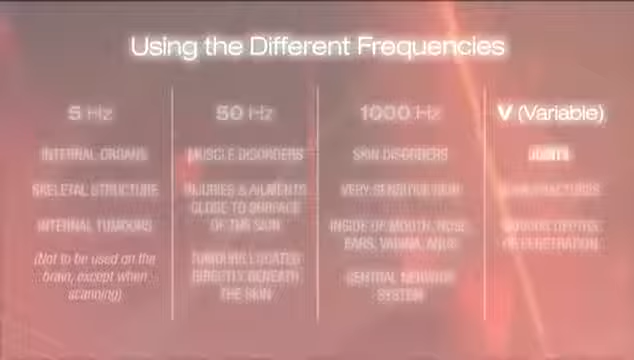 Using the Different Frequencies
5 Hz
INTERNAL ORGANS
SKELETAL STRUCTURE
INTERNAL TUMOURS
(Not to be used on the
brain, except when
scanning)
50 Hz
MUSCLE DISORDERS
INJURIES & AILMENTS
CLOSE TO SURFACE
OF THE SKIN
TUMOURS LOCATED
DIRECTLY BENEATH
THE SKIN
1000 Hz
SKIN DISORDERS
VERY SENSITIVE SKIN
INSIDE OF MOUTH, NOSE,
EARS, VAGINA, ANUS
CENTRAL NERVOUS
SYSTEM
V (Variable)
JOINTS